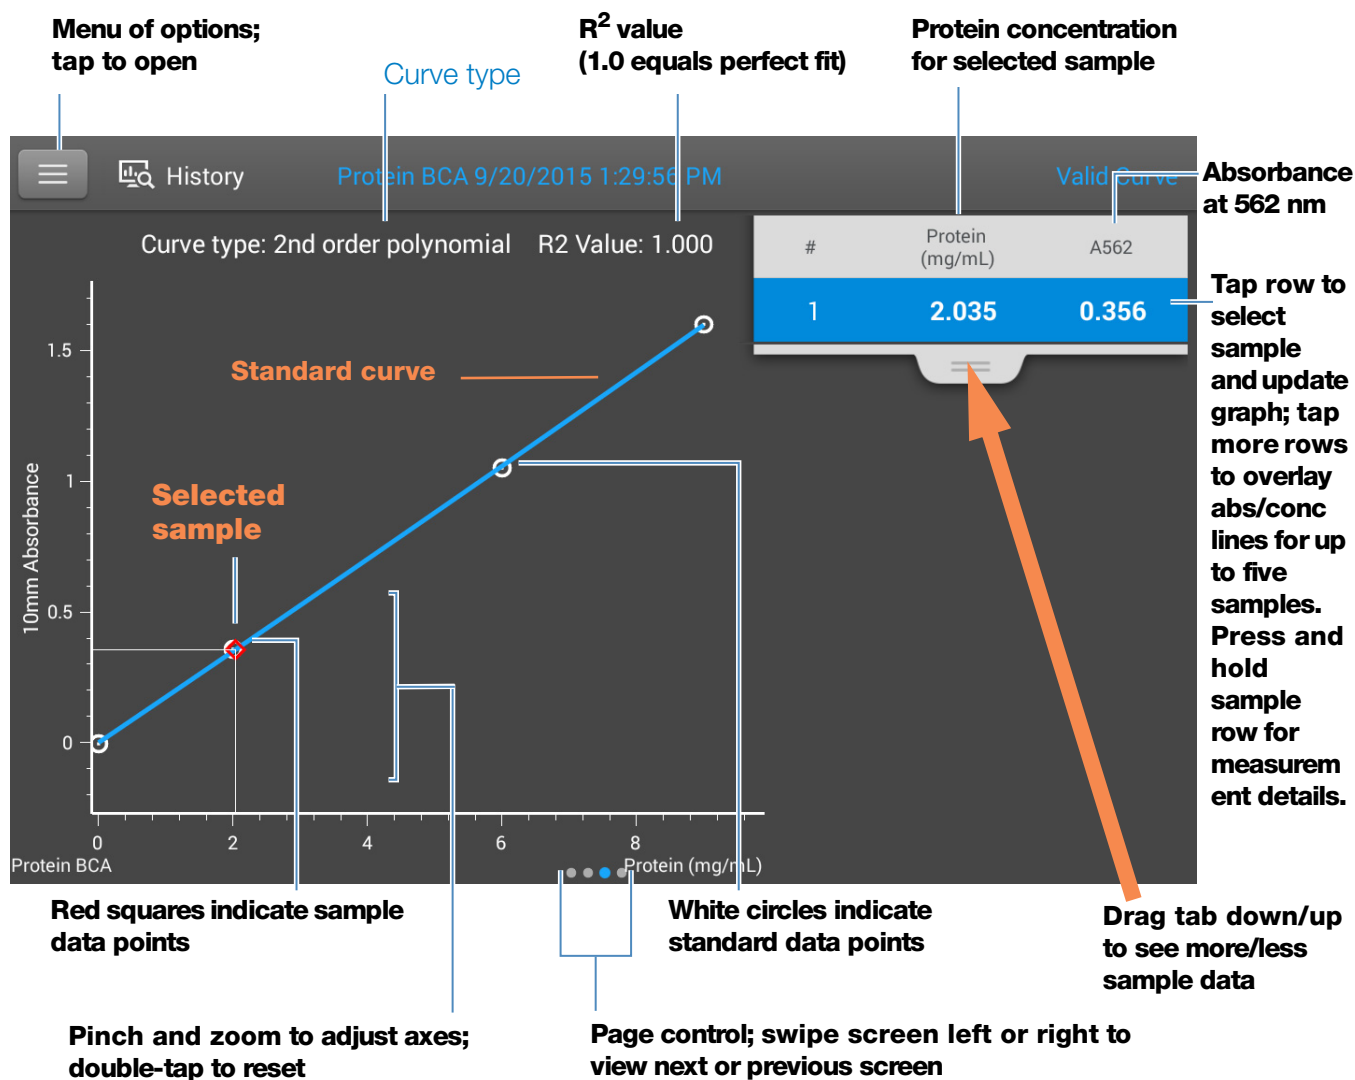 Menu of options;
tap to open
Curve type
R2 value
(1.0 equals perfect fit)
Protein concentration
for selected sample
History
Protein BCA 9/20/2015 1:29:56 PM
Valid Curve
Absorbance
at 562 nm
Curve type: 2nd order polynomial R2 Value: 1.000
# Protein (mg/mL) A562
1 2.035 0.356
Tap row to
select
sample
and update
graph; tap
more rows
to overlay
abs/conc
lines for up
to five
samples.
Press and
hold
sample
row for
measurem
ent details.
Standard curve
Selected
sample
10mm Absorbance
1.5
1
0.5
0
0 2 4 6 8
Protein BCA
Protein (mg/mL)
Red squares indicate sample
data points
White circles indicate
standard data points
Drag tab down/up
to see more/less
sample data
Pinch and zoom to adjust axes;
double-tap to reset
Page control; swipe screen left or right to
view next or previous screen